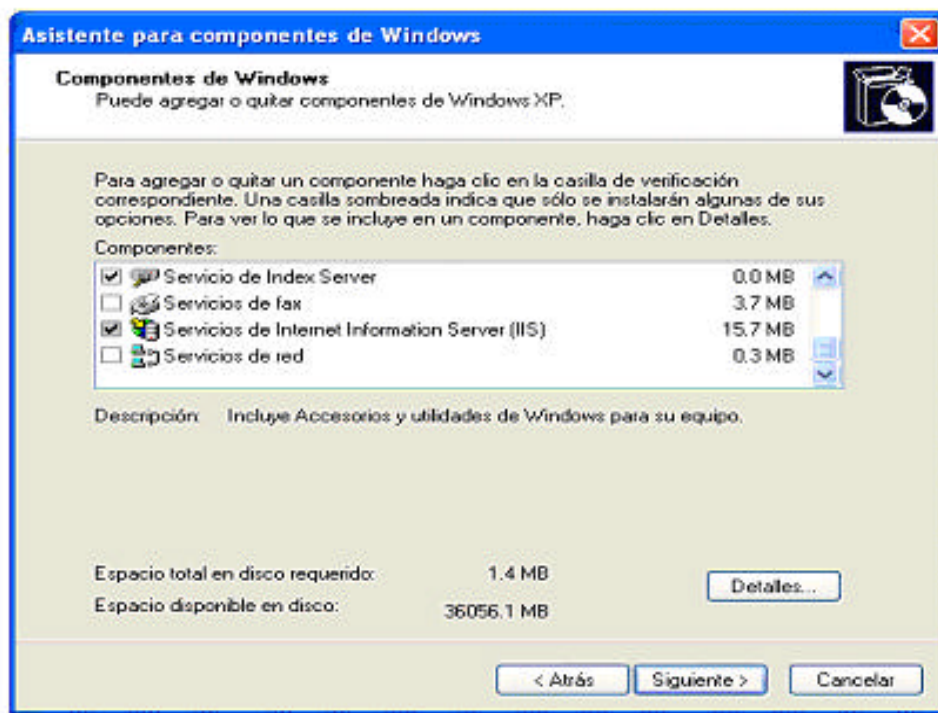 Asistente para componentes de Windows
Componentes de Windows
Puede agregar o quitar componentes de Windows XP.
Para agregar o quitar un componente haga clic en la casilla de verificación
correspondiente. Una casilla sombreada indica que sólo se instalarán algunas de sus
opciones. Para ver lo que se incluye en un componente, haga clic en Detalles.
Componentes:
Servicio de Index Server 0.0 MB
Servicios de fax 3.7 MB
Servicios de Internet Information Server (IIS) 15.7 MB
Servicios de red 0.3 MB
Descripción: Incluye Accesorios y utilidades de Windows para su equipo.
Espacio total en disco requerido: 1.4 MB
Detalles...
Espacio disponible en disco: 36056.1 MB
< Atrás Siguiente > Cancelar